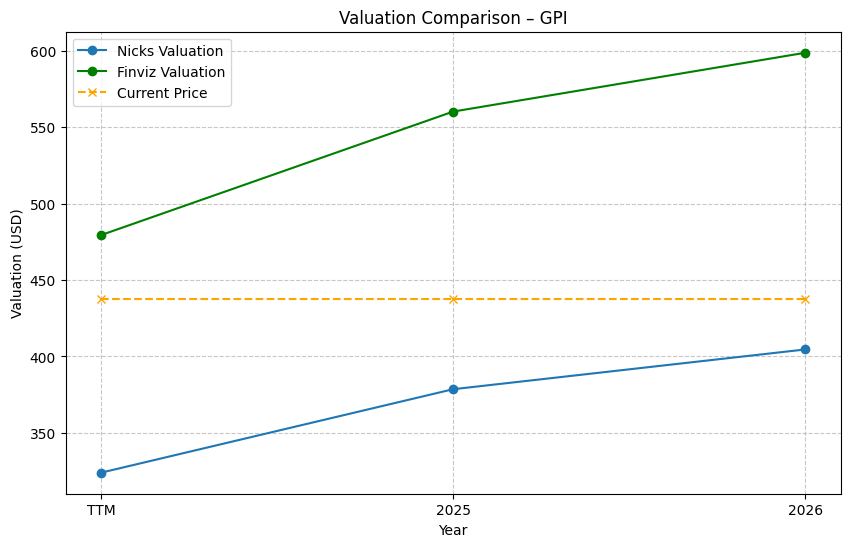 Valuation Comparison – GPI
Nicks Valuation
Finviz Valuation
Current Price
Valuation (USD)
600
550
500
450
400
350
TTM
2025
2026
Year